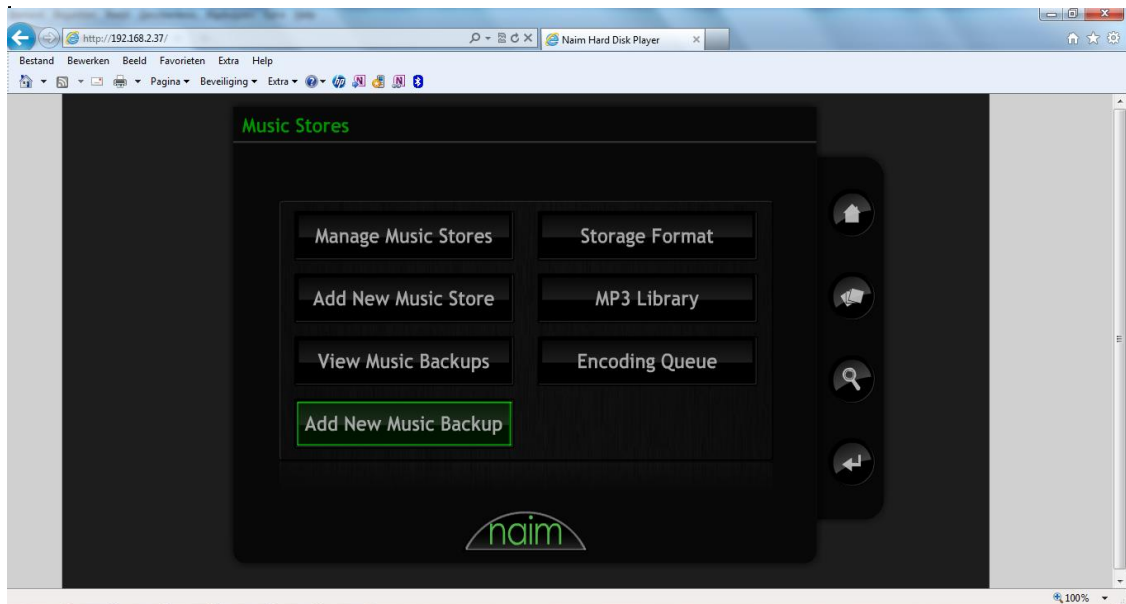 http://192.168.2.37/
Naim Hard Disk Player
Bestand Bewerken Beeld Favorieten Extra Help
Pagina Beveiliging Extra
Music Stores
Manage Music Stores
Storage Format
Add New Music Store
MP3 Library
View Music Backups
Encoding Queue
Add New Music Backup
naim
100%